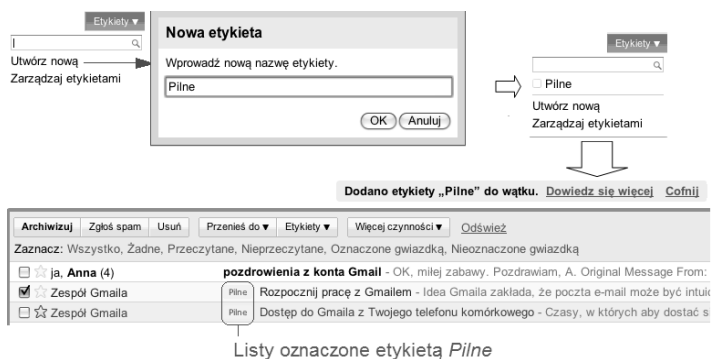 Etykiety ▼
Utwórz nową
Zarządzaj etykietami
Nowa etykieta
Wprowadź nową nazwę etykiety.
Pilne
OK Anuluj
Etykiety ▼
Pilne
Utwórz nową
Zarządzaj etykietami
Dodano etykiety „Pilne” do wątku. Dowiedz się więcej Cofnij
Archiwizuj Zgłoś spam Usuń Przenieś do ▼ Etykiety ▼ Więcej czynności ▼ Odśwież
Zaznacz: Wszystko, Żadne, Przeczytane, Nieprzeczytane, Oznaczone gwiazdką, Nieoznaczone gwiazdką
ja, Anna (4) pozdrowienia z konta Gmail - OK, miłej zabawy. Pozdrawiam, A. Original Message From:
Zespół Gmaila Pilne Rozpocznij pracę z Gmailem - Idea Gmaila zakłada, że poczta e-mail może być intuic
Zespół Gmaila Pilne Dostęp do Gmaila z Twojego telefonu komórkowego - Czasy, w których aby dostać s
Listy oznaczone etykietą Pilne